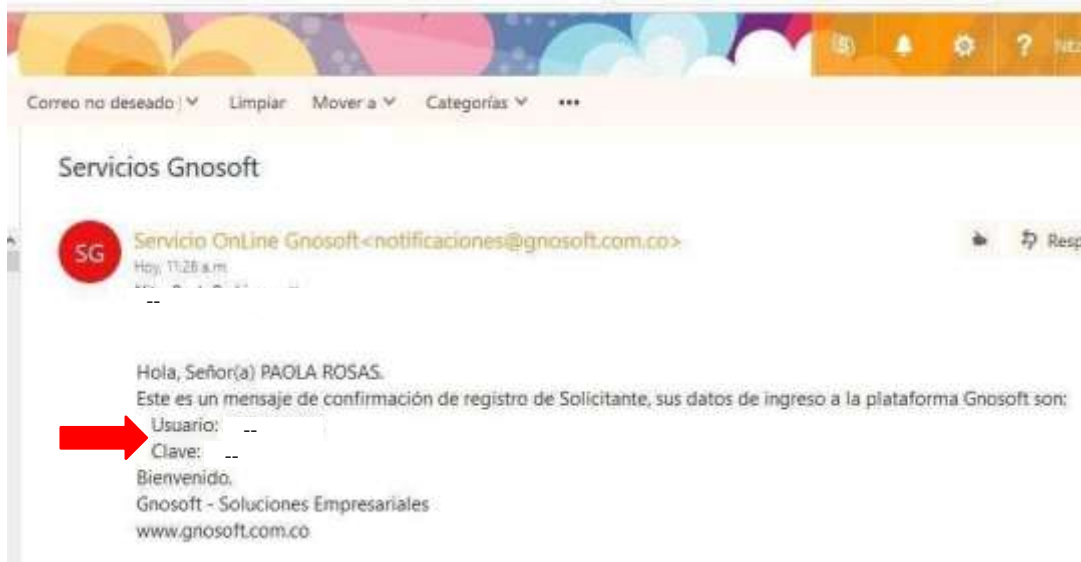 ?
Correo no deseado | Limpiar Mover a Categorías •••
Servicios Gnosoft
SG
Servicio OnLine Gnosoft<notificaciones@gnosoft.com.co>
Resp
Hoy, 11:28 a.m.
--
Hola, Señor(a) PAOLA ROSAS.
Este es un mensaje de confirmación de registro de Solicitante, sus datos de ingreso a la plataforma Gnosoft son:
Usuario: --
Clave: --
Bienvenido.
Gnosoft - Soluciones Empresariales
www.gnosoft.com.co